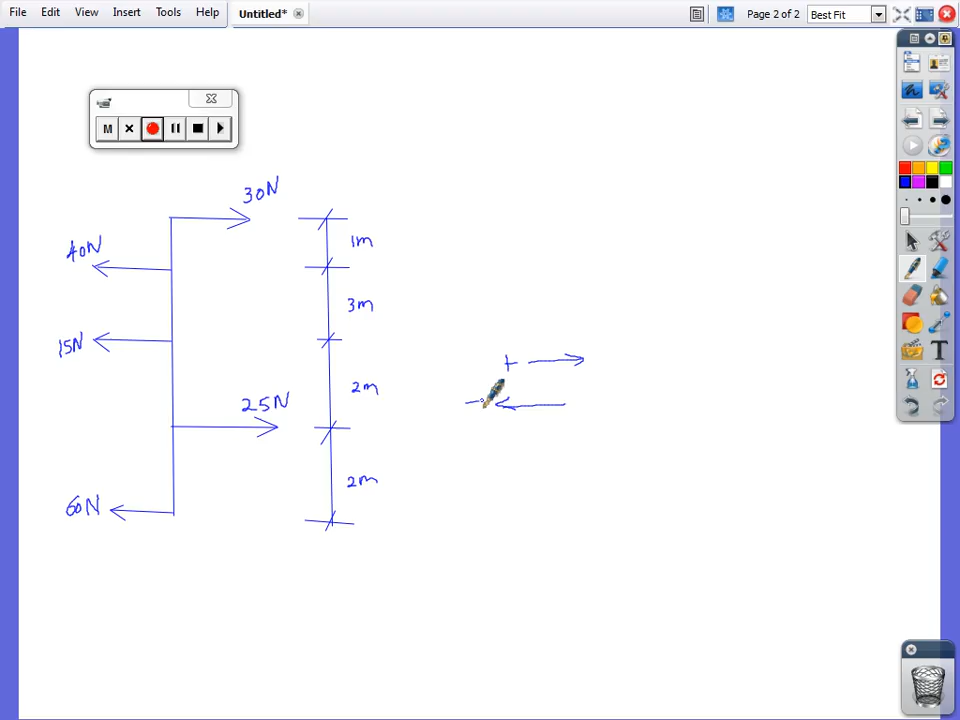 File Edit View Insert Tools Help Untitled* Page 2 of 2 Best Fit
M
30N
40N
1m
3m
15N
2m
25N
60N
2m
+
-
T